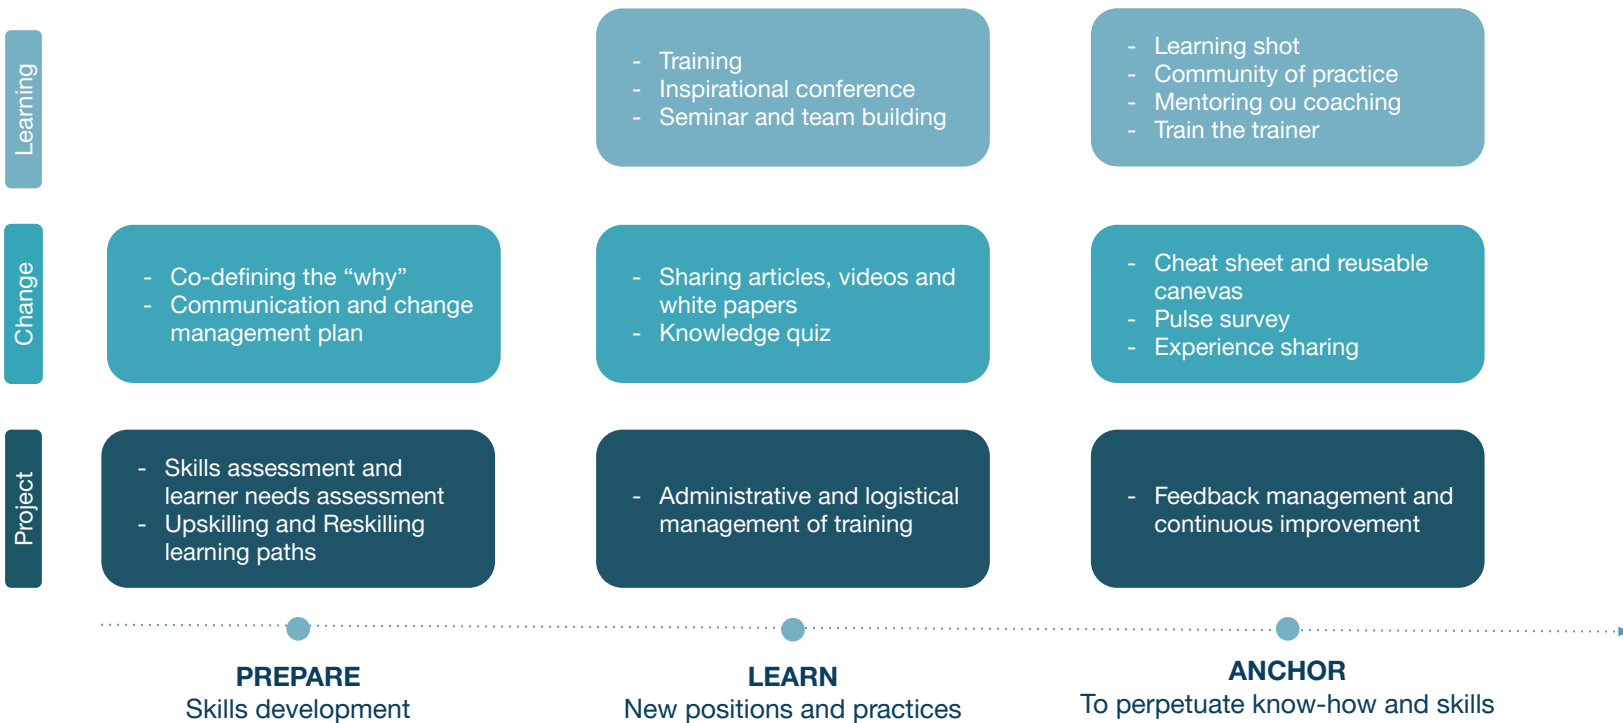 Learning
- Training
- Inspirational conference
- Seminar and team building
- Learning shot
- Community of practice
- Mentoring ou coaching
- Train the trainer
Change
- Co-defining the “why”
- Communication and change
management plan
- Sharing articles, videos and
white papers
- Knowledge quiz
- Cheat sheet and reusable
canevas
- Pulse survey
- Experience sharing
Project
- Skills assessment and
learner needs assessment
- Upskilling and Reskilling
learning paths
- Administrative and logistical
management of training
- Feedback management and
continuous improvement
PREPARE
Skills development
LEARN
New positions and practices
ANCHOR
To perpetuate know-how and skills